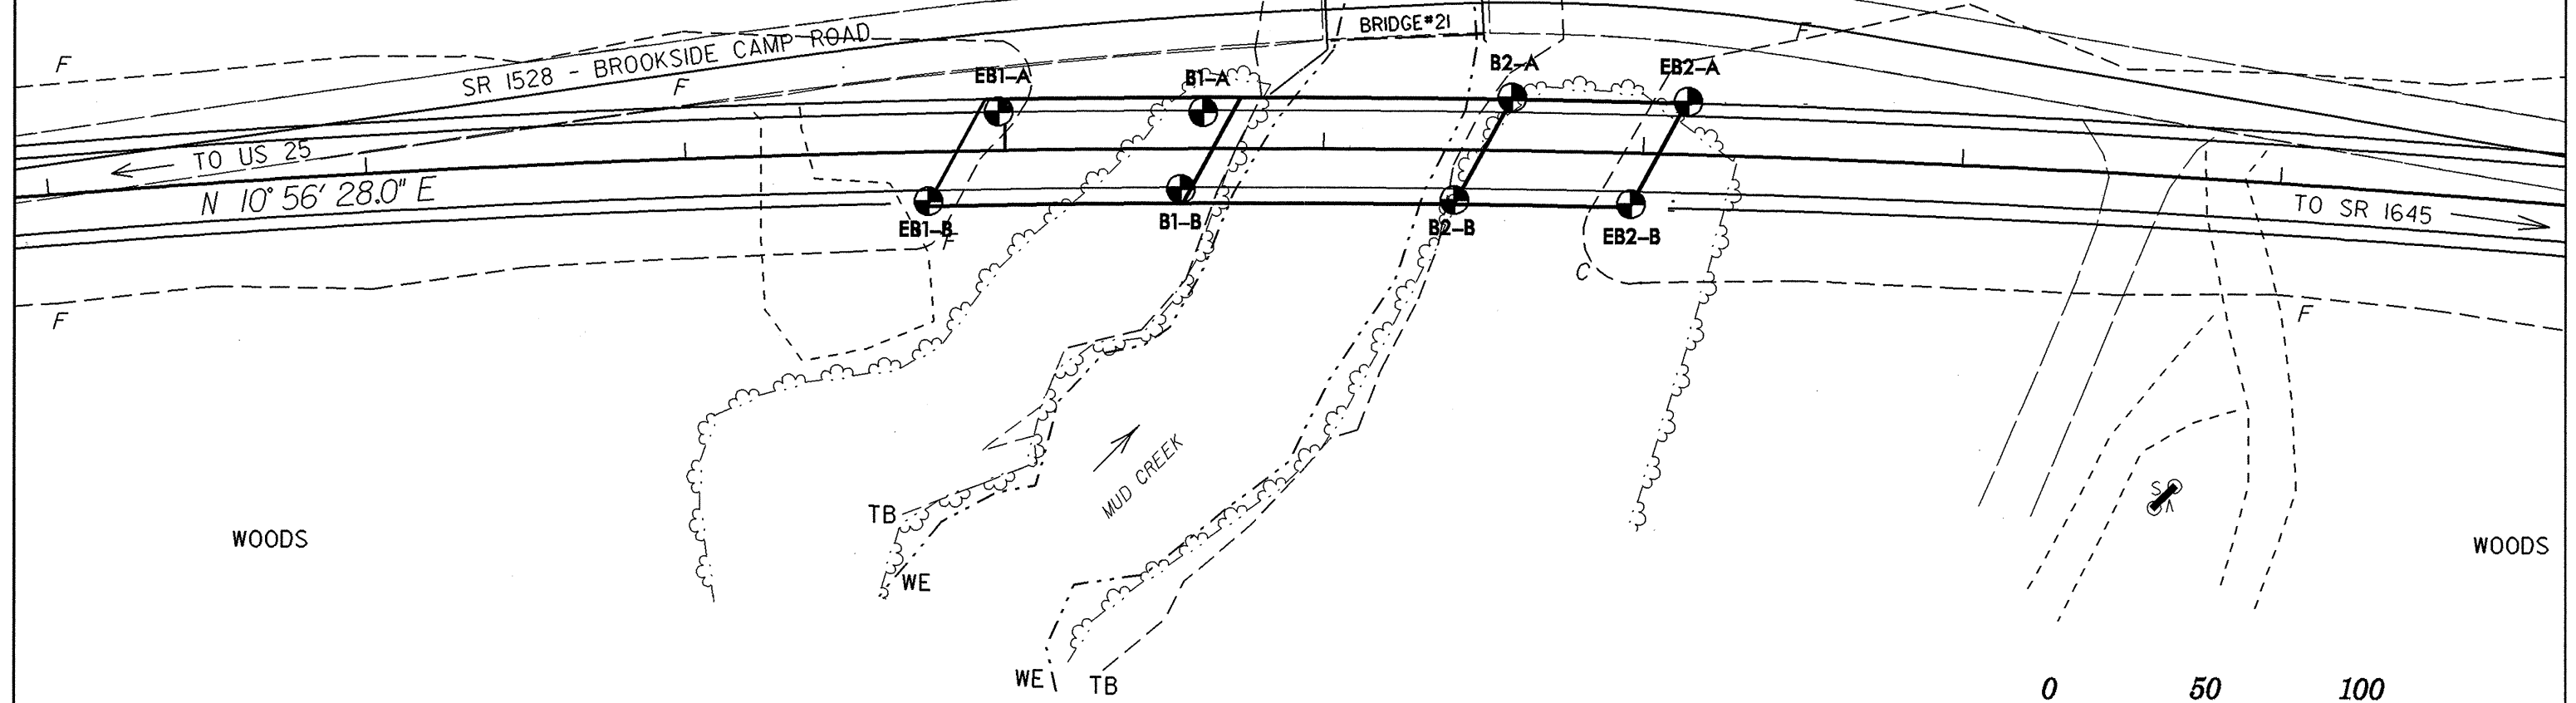 BRIDGE#21
F
SR 1528 - BROOKSIDE CAMP ROAD
F
F
EB1-A
B1-A
B2-A
EB2-A
TO US 25
N 10° 56' 28.0" E
EB1-B
F
B1-B
B2-B
EB2-B
TO SR 1645
C
F
F
MUD CREEK
TB
WE
WOODS
S
WOODS
WE
TB
0 50 100